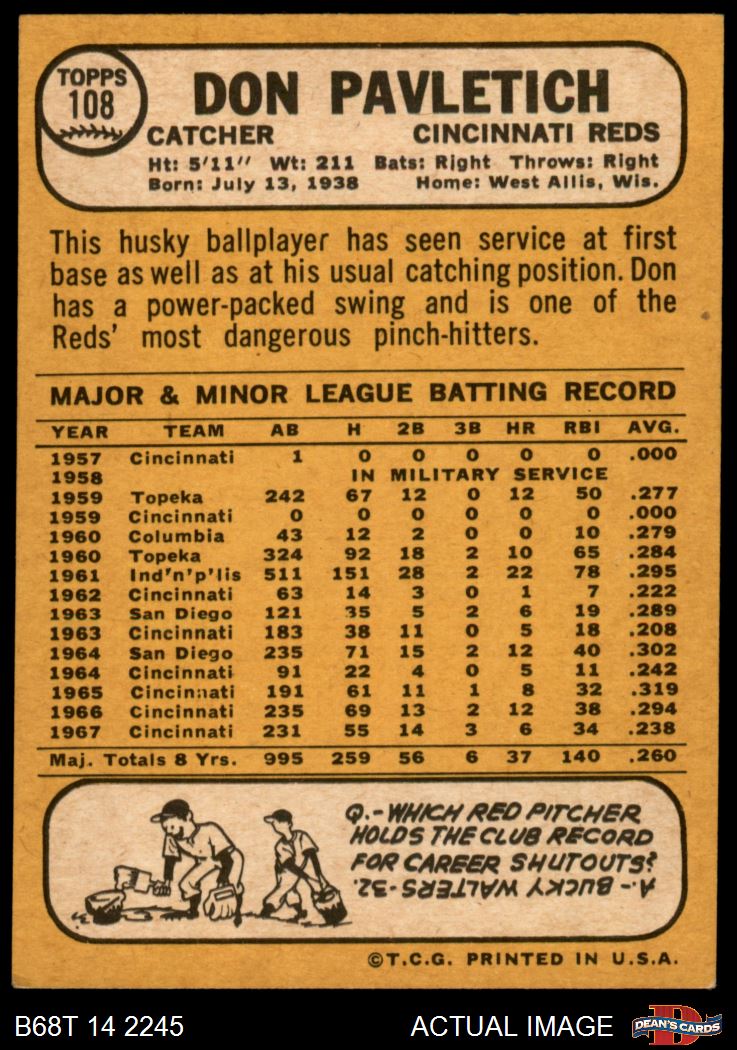 TOPPS
108
DON PAVLETICH
CATCHER CINCINNATI REDS
Ht: 5'11'' Wt: 211 Bats: Right Throws: Right
Born: July 13, 1938 Home: West Allis, Wis.
This husky ballplayer has seen service at first
base as well as at his usual catching position. Don
has a power-packed swing and is one of the
Reds' most dangerous pinch-hitters.
MAJOR & MINOR LEAGUE BATTING RECORD
YEAR TEAM AB H 2B 3B HR RBI AVG.
1957 Cincinnati 1 0 0 0 0 0 .000
1958 IN MILITARY SERVICE
1959 Topeka 242 67 12 0 12 50 .277
1959 Cincinnati 0 0 0 0 0 0 .000
1960 Columbia 43 12 2 0 0 10 .279
1960 Topeka 324 92 18 2 10 65 .284
1961 Ind'n'p'lis 511 151 28 2 22 78 .295
1962 Cincinnati 63 14 3 0 1 7 .222
1963 San Diego 121 35 5 2 6 19 .289
1963 Cincinnati 183 38 11 0 5 18 .208
1964 San Diego 235 71 15 2 12 40 .302
1964 Cincinnati 91 22 4 0 5 11 .242
1965 Cincinnati 191 61 11 1 8 32 .319
1966 Cincinnati 235 69 13 2 12 38 .294
1967 Cincinnati 231 55 14 3 6 34 .238
Maj. Totals 8 Yrs. 995 259 56 6 37 140 .260
Q.-WHICH RED PITCHER
HOLDS THE CLUB RECORD
FOR CAREER SHUTOUTS?
A.-BUCKY WALTERS-32.
©T.C.G. PRINTED IN U.S.A.
B68T 14 2245 ACTUAL IMAGE
DEAN'S CARDS